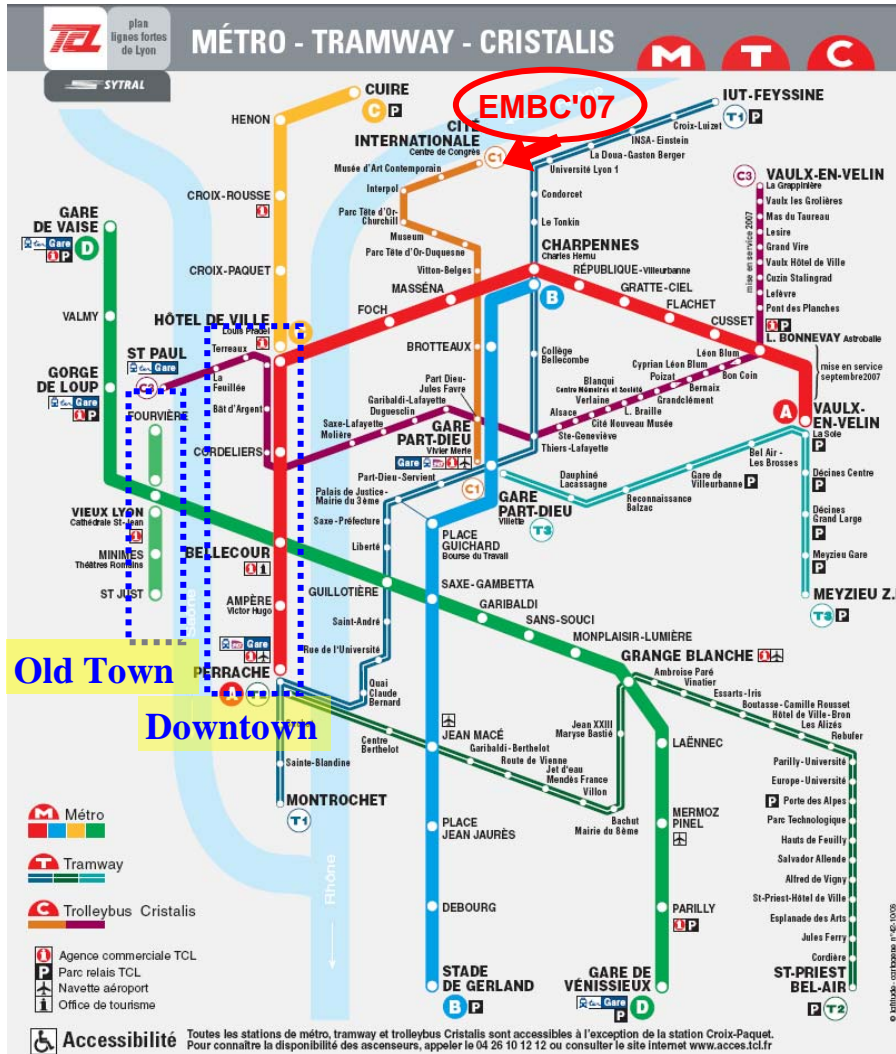 TCL
plan
lignes fortes
de Lyon
MÉTRO - TRAMWAY - CRISTALIS
M T C
SYTRAL
CUIRE
C P
HENON
EMBC'07
CITÉ
INTERNATIONALE
Centre de Congrès
C1
IUT-FEYSSINE
T1 P
Croix-Luizet
INSA-Einstein
La Doua-Gaston Berger
Université Lyon 1
Musée d'Art Contemporain
Interpol
Parc Tête d'Or-
Churchill
Museum
Parc Tête d'Or-Duquesne
Vitton-Belges
Condorcet
Le Tonkin
C3
VAULX-EN-VELIN
La Grappinière
Vaulx les Grolières
Mas du Taureau
Lesire
Grand Vire
Vaulx Hôtel de Ville
Cuzin Stalingrad
Lefèvre
Pont des Planches
mise en service 2007
CROIX-ROUSSE
GARE
DE VAISE
Gare D
P
CROIX-PAQUET
CHARPENNES
Charles Hernu
RÉPUBLIQUE-Villeurbanne
GRATTE-CIEL
FLACHET
CUSSET
P
L. BONNEVAY Astroballe
MASSÉNA
FOCH
B
VALMY
HÔTEL DE VILLE
Louis Pradel
C
ST PAUL
Gare
C3
Terreaux
La
Feuillée
Bât d'Argent
GORGE
DE LOUP
Gare
P
FOURVIÈRE
CORDELIERS
BROTTEAUX
Part Dieu-
Jules Favre
Garibaldi-Lafayette
Duguesclin
Saxe-Lafayette
Molière
GARE
PART-DIEU
Vivier Merle
Gare
C1
Collège
Bellecombe
Thiers-Lafayette
Ste-Geneviève
Alsace
Cité Nouveau Musée
Verlaine
L. Braille
Blanqui
Centre Mémoires et Société
Grandclément
Poizat
Bernaix
Cyprian Léon Blum
Bon Coin
Léon Blum
mise en service
septembre2007
A
VAULX-
EN-VELIN
La Soie
P
Bel Air -
Les Brosses
Gare de
Villeurbanne P
Reconnaissance
Balzac
Dauphiné
Lacassagne
GARE
PART-DIEU
Villette
T3
Décines Centre
P
Décines
Grand Large
P
Meyzieu Gare
P
MEYZIEU Z.I
T3 P
Part-Dieu-Servient
Palais de Justice-
Mairie du 3ème
Saxe-Préfecture
Liberté
GUILLOTIÈRE
Saint-André
Rue de l'Université
Quai
Claude
Bernard
VIEUX LYON
Cathédrale St-Jean
MINIMES
Théâtres Romains
ST JUST
BELLECOUR
AMPÈRE
Victor Hugo
Gare
PERRACHE
A
Old Town
Downtown
PLACE
GUICHARD
Bourse du Travail
SAXE-GAMBETTA
GARIBALDI
SANS-SOUCI
MONPLAISIR-LUMIÈRE
GRANGE BLANCHE
Ambroise Paré
Vinatier
Essarts-Iris
Boutasse-Camille Rousset
Hôtel de Ville-Bron
Les Alizés
Rebufer
Parilly-Université
Europe-Université
P Porte des Alpes
Parc Technologique
Hauts de Feuilly
Salvador Allende
Alfred de Vigny
St-Priest-Hôtel de Ville
Esplanade des Arts
Jules Ferry
Cordière
ST-PRIEST
BEL-AIR
P T2
Sainte-Blandine
MONTROCHET
T1
Centre
Berthelot
JEAN MACÉ
Garibaldi-Berthelot
Route de Vienne
Jet d'eau
Mendès France
Villon
Bachut
Mairie du 8ème
Jean XXIII
Maryse Bastié
LAËNNEC
MERMOZ
PINEL
PARILLY
P
GARE DE
VÉNISSIEUX
Gare D
P
PLACE
JEAN JAURÈS
DEBOURG
STADE
DE GERLAND
B P
Rhône
M Métro
T Tramway
C Trolleybus Cristalis
Agence commerciale TCL
P Parc relais TCL
Navette aéroport
i Office de tourisme
Accessibilité
Toutes les stations de métro, tramway et trolleybus Cristalis sont accessibles à l'exception de la station Croix-Paquet.
Pour connaître la disponibilité des ascenseurs, appeler le 04 26 10 12 12 ou consulter le site internet www.acces.tcl.fr